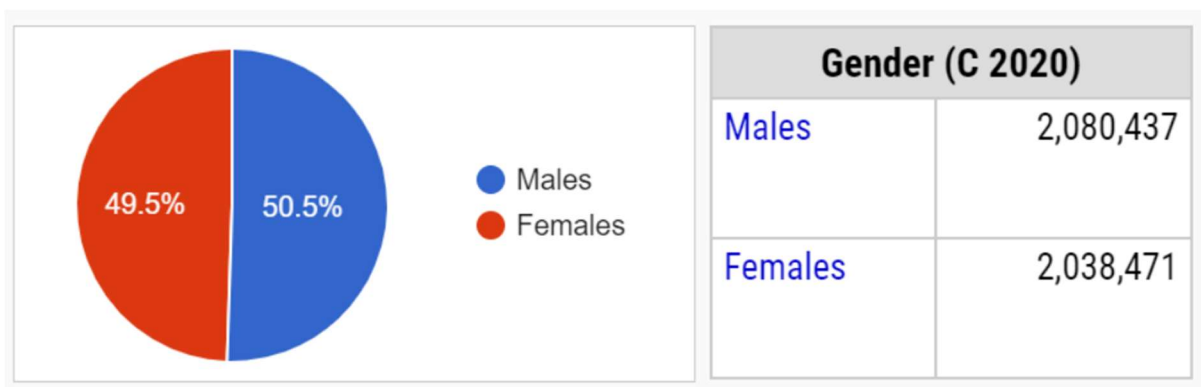 49.5%
50.5%
Males
Females
Gender (C 2020)
Males 2,080,437
Females 2,038,471